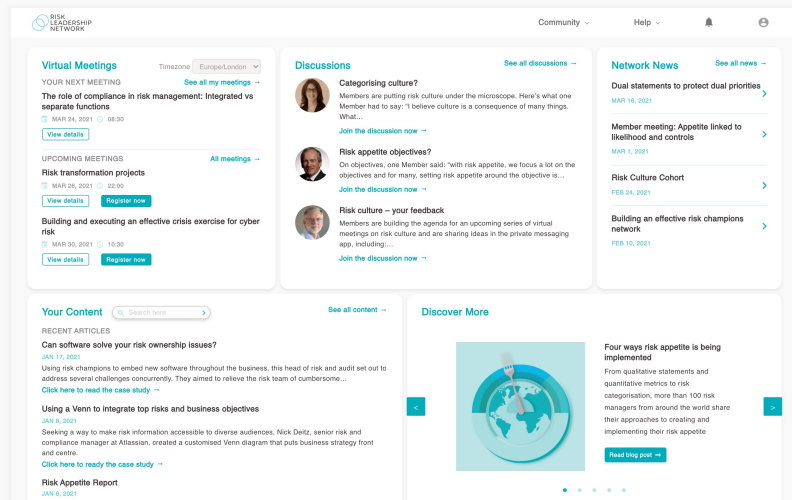 RISK
LEADERSHIP
NETWORK
Community
Help
Virtual Meetings
Timezone
Europe/London
YOUR NEXT MEETING
See all my meetings →
The role of compliance in risk management: Integrated vs
separate functions
MAR 24, 2021
08:30
View details
UPCOMING MEETINGS
All meetings →
Risk transformation projects
MAR 28, 2021
22:00
View details
Register now
Building and executing an effective crisis exercise for cyber
risk
MAR 30, 2021
10:30
View details
Register now
Discussions
See all discussions →
Categorising culture?
Members are putting risk culture under the microscope. Here's what one
Member had to say: "I believe culture is a consequence of many things.
What…
Join the discussion now →
Risk appetite objectives?
On objectives, one Member said: "with risk appetite, we focus a lot on the
objectives and for many, setting risk appetite around the objective is…
Join the discussion now →
Risk culture – your feedback
Members are building the agenda for an upcoming series of virtual
meetings on risk culture and are sharing ideas in the private messaging
app, including:…
Join the discussion now →
Network News
See all news →
Dual statements to protect dual priorities
MAR 16, 2021
Member meeting: Appetite linked to
likelihood and controls
MAR 1, 2021
Risk Culture Cohort
FEB 24, 2021
Building an effective risk champions
network
FEB 10, 2021
Your Content
Search here
See all content →
RECENT ARTICLES
Can software solve your risk ownership issues?
JAN 17, 2021
Using risk champions to embed new software throughout the business, this head of risk and audit set out to
address several challenges concurrently. They aimed to relieve the risk team of cumbersome…
Click here to read the case study →
Using a Venn to integrate top risks and business objectives
JAN 8, 2021
Seeking a way to make risk information accessible to diverse audiences, Nick Deitz, senior risk and
compliance manager at Atlassian, created a customised Venn diagram that puts business strategy front
and centre.
Click here to ready the case study →
Risk Appetite Report
JAN 6, 2021
Discover More
<
Four ways risk appetite is being
implemented
From qualitative statements and
quantitative metrics to risk
categorisation, more than 100 risk
managers from around the world share
their approaches to creating and
implementing their risk appetite
Read blog post →
>